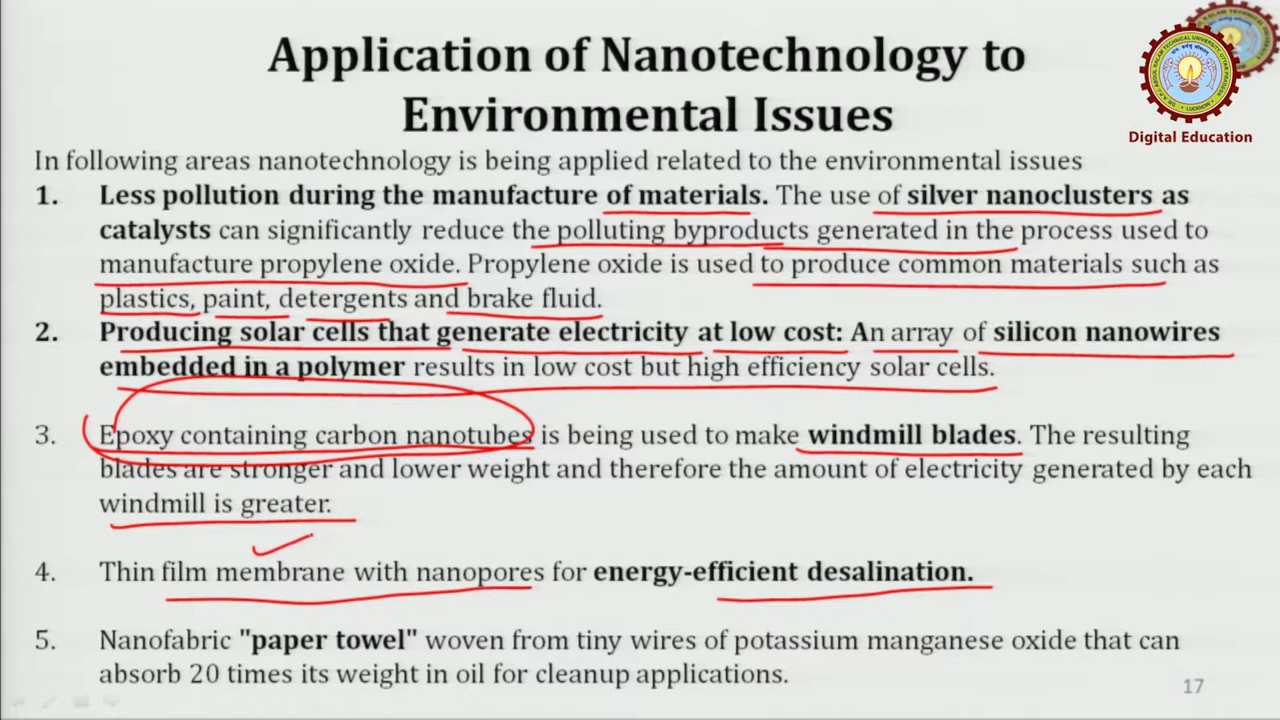 Application of Nanotechnology to
Environmental Issues
Digital Education
In following areas nanotechnology is being applied related to the environmental issues
1. Less pollution during the manufacture of materials. The use of silver nanoclusters as
catalysts can significantly reduce the polluting byproducts generated in the process used to
manufacture propylene oxide. Propylene oxide is used to produce common materials such as
plastics, paint, detergents and brake fluid.
2. Producing solar cells that generate electricity at low cost: An array of silicon nanowires
embedded in a polymer results in low cost but high efficiency solar cells.
3. Epoxy containing carbon nanotubes is being used to make windmill blades. The resulting
blades are stronger and lower weight and therefore the amount of electricity generated by each
windmill is greater.
4. Thin film membrane with nanopores for energy-efficient desalination.
5. Nanofabric "paper towel" woven from tiny wires of potassium manganese oxide that can
absorb 20 times its weight in oil for cleanup applications.
17